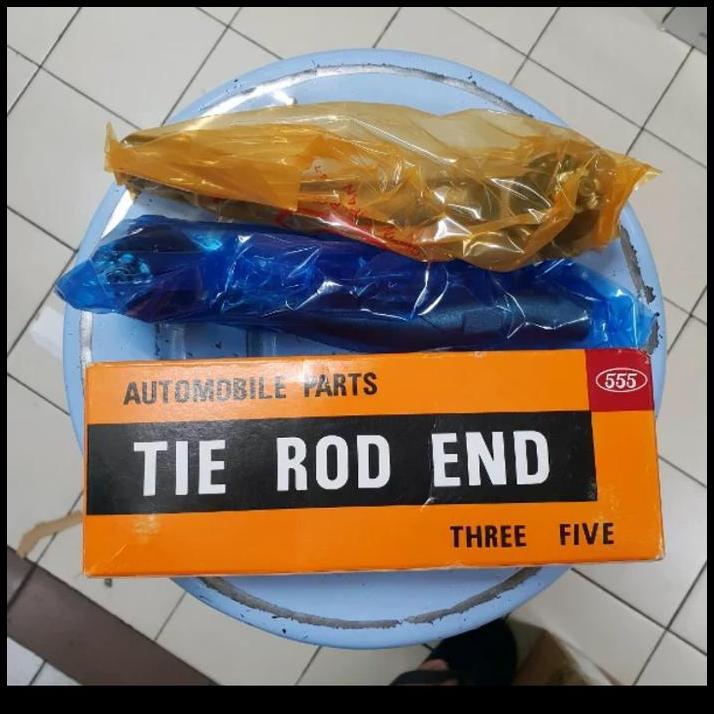 AUTOMOBILE PARTS
555
TIE ROD END
THREE FIVE